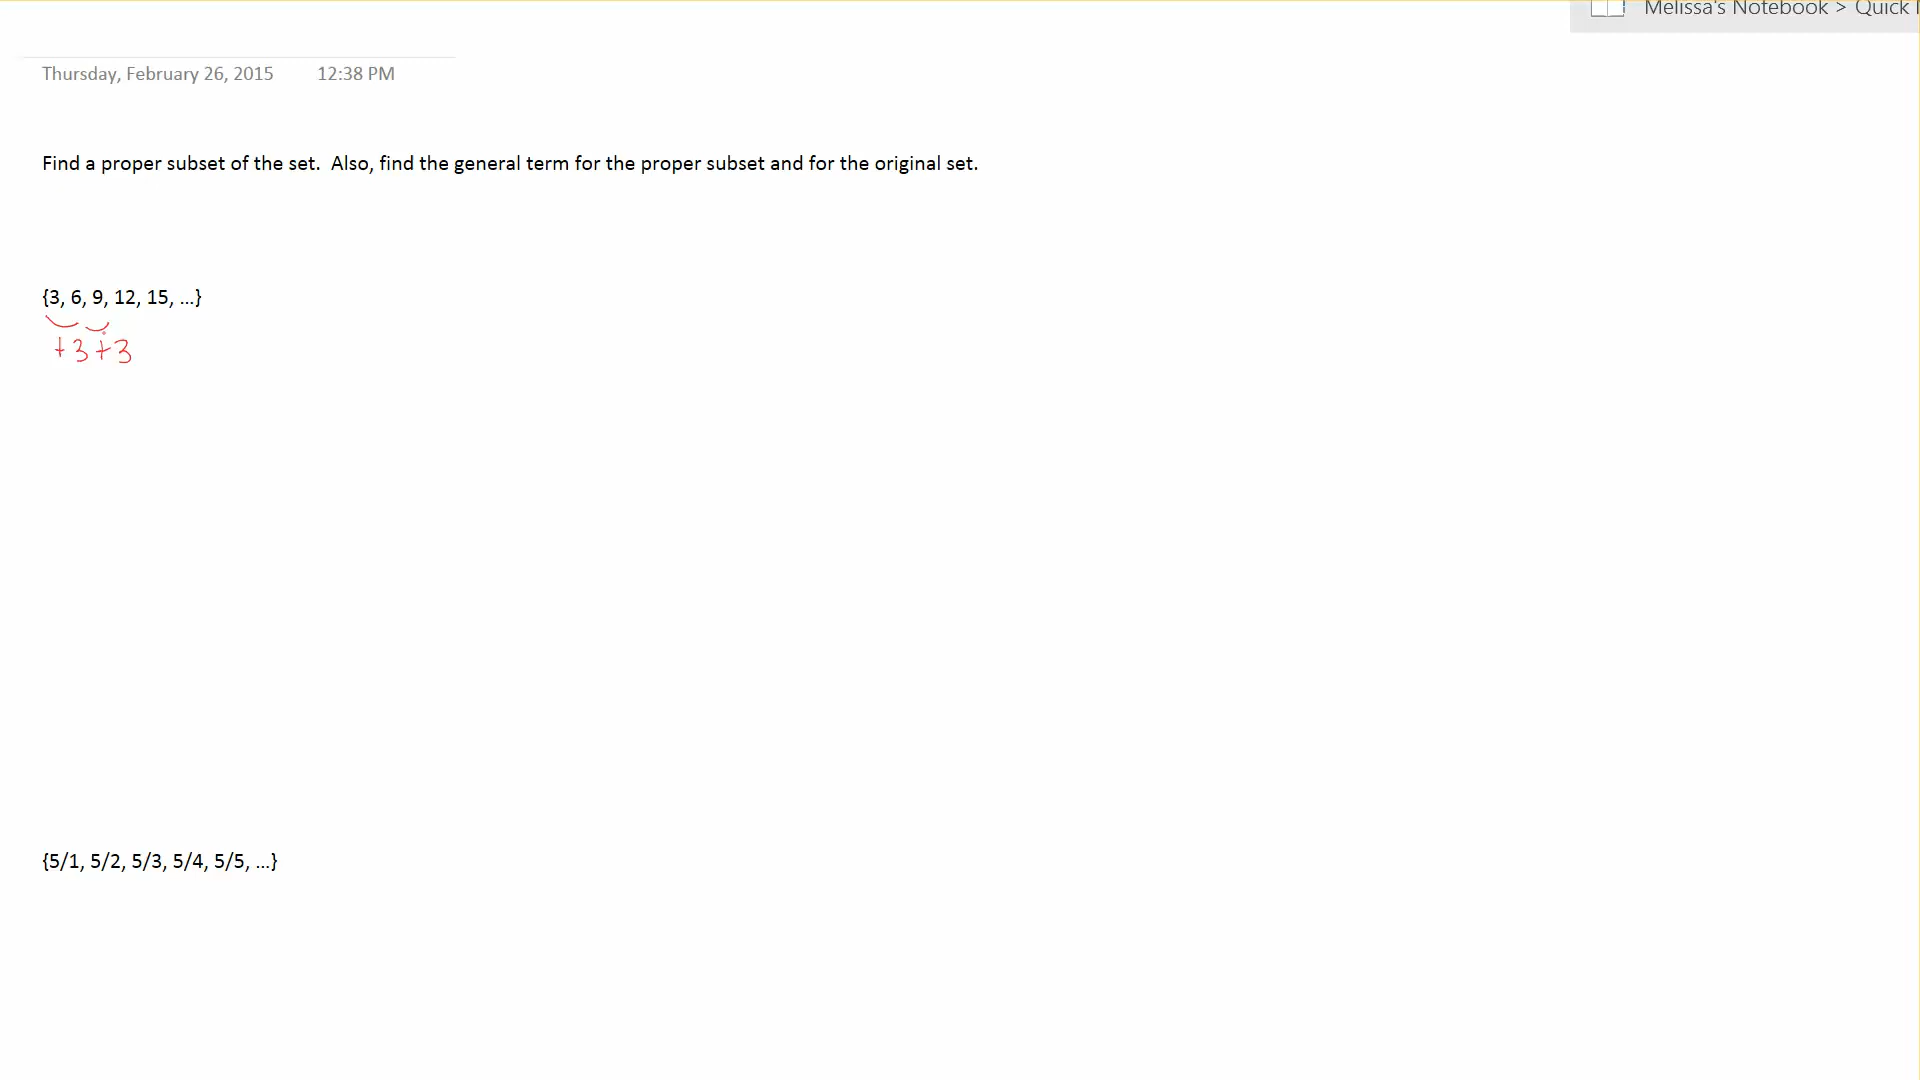 Melissa's Notebook > Quick
Thursday, February 26, 2015 12:38 PM
Find a proper subset of the set. Also, find the general term for the proper subset and for the original set.
{3, 6, 9, 12, 15, ...}
+3 +3
{5/1, 5/2, 5/3, 5/4, 5/5, ...}